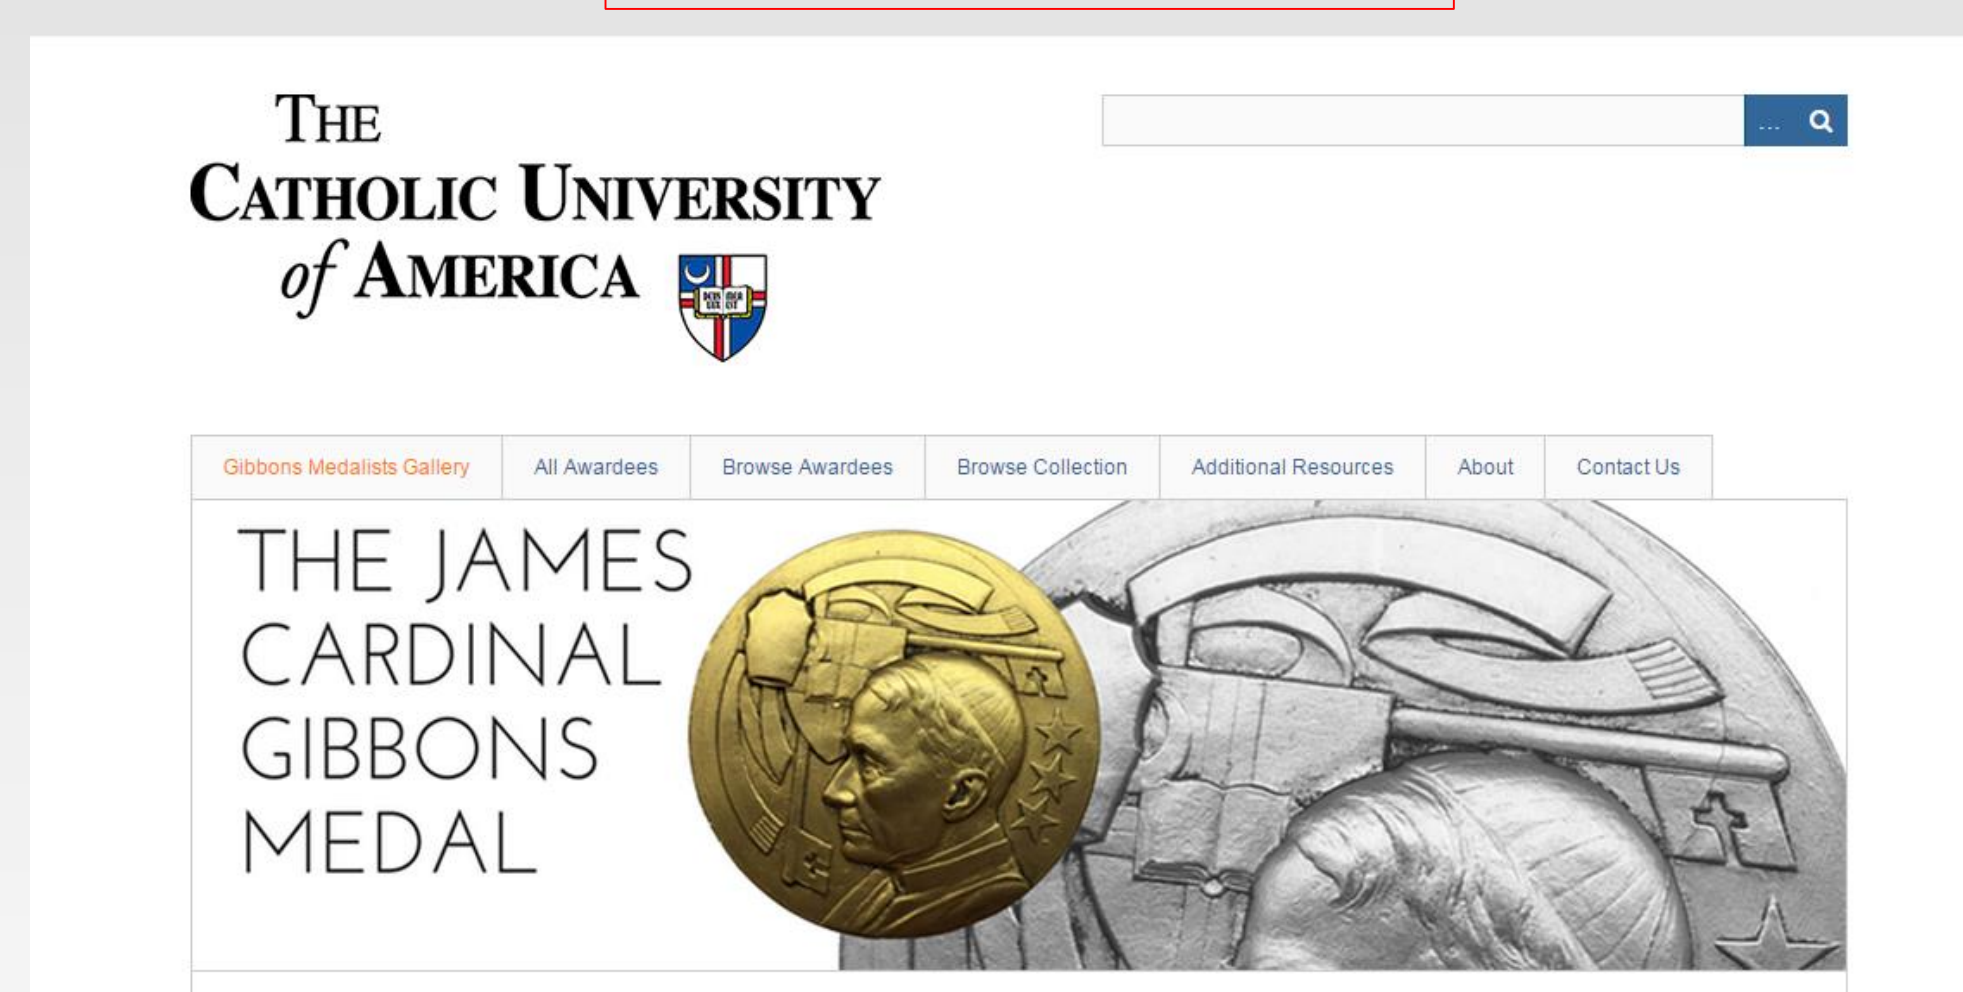 THE
CATHOLIC UNIVERSITY
of AMERICA
...
Gibbons Medalists Gallery
All Awardees
Browse Awardees
Browse Collection
Additional Resources
About
Contact Us
THE JAMES
CARDINAL
GIBBONS
MEDAL